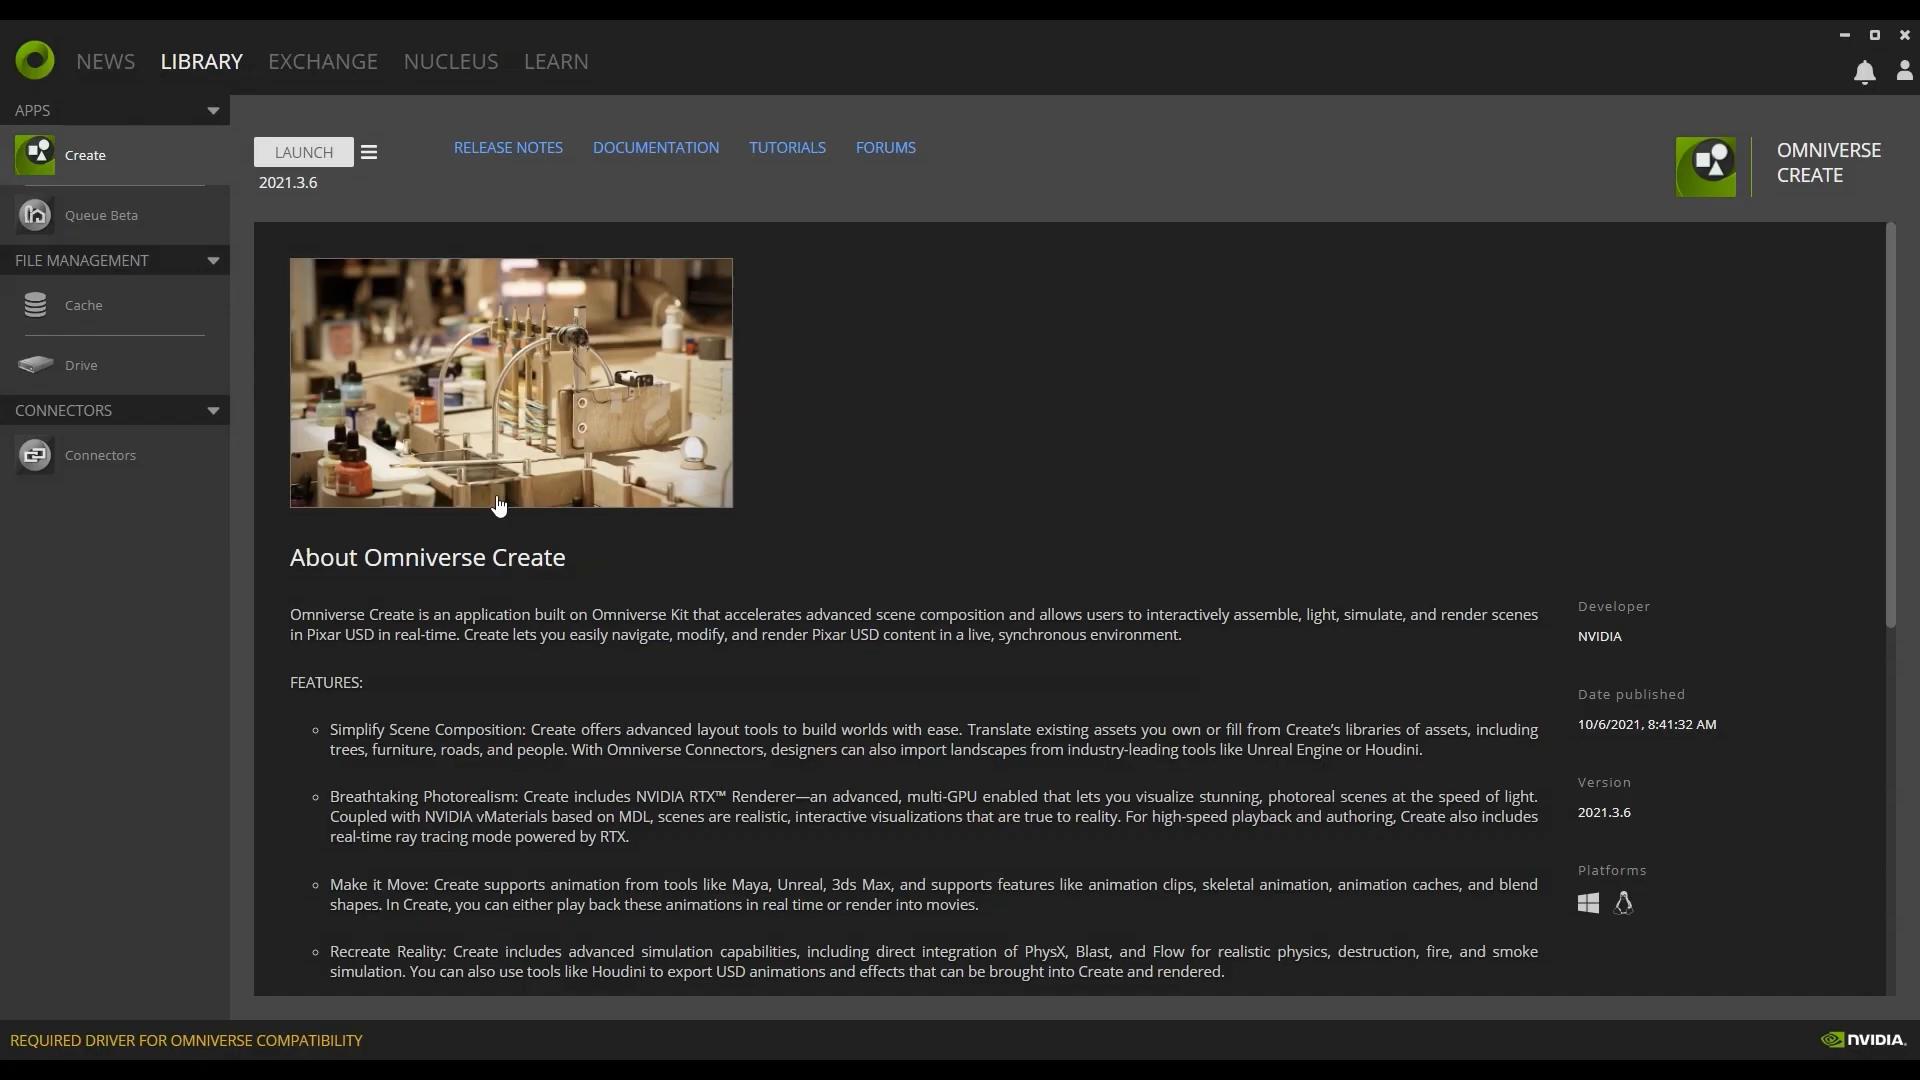 NEWS LIBRARY EXCHANGE NUCLEUS LEARN
APPS
Create
Queue Beta
FILE MANAGEMENT
Cache
Drive
CONNECTORS
Connectors
LAUNCH
2021.3.6
RELEASE NOTES DOCUMENTATION TUTORIALS FORUMS
OMNIVERSE
CREATE
About Omniverse Create
Omniverse Create is an application built on Omniverse Kit that accelerates advanced scene composition and allows users to interactively assemble, light, simulate, and render scenes
in Pixar USD in real-time. Create lets you easily navigate, modify, and render Pixar USD content in a live, synchronous environment.
FEATURES:
Simplify Scene Composition: Create offers advanced layout tools to build worlds with ease. Translate existing assets you own or fill from Create’s libraries of assets, including
trees, furniture, roads, and people. With Omniverse Connectors, designers can also import landscapes from industry-leading tools like Unreal Engine or Houdini.
Breathtaking Photorealism: Create includes NVIDIA RTX™ Renderer—an advanced, multi-GPU enabled that lets you visualize stunning, photoreal scenes at the speed of light.
Coupled with NVIDIA vMaterials based on MDL, scenes are realistic, interactive visualizations that are true to reality. For high-speed playback and authoring, Create also includes
real-time ray tracing mode powered by RTX.
Make it Move: Create supports animation from tools like Maya, Unreal, 3ds Max, and supports features like animation clips, skeletal animation, animation caches, and blend
shapes. In Create, you can either play back these animations in real time or render into movies.
Recreate Reality: Create includes advanced simulation capabilities, including direct integration of PhysX, Blast, and Flow for realistic physics, destruction, fire, and smoke
simulation. You can also use tools like Houdini to export USD animations and effects that can be brought into Create and rendered.
Developer
NVIDIA
Date published
10/6/2021, 8:41:32 AM
Version
2021.3.6
Platforms
REQUIRED DRIVER FOR OMNIVERSE COMPATIBILITY
NVIDIA.